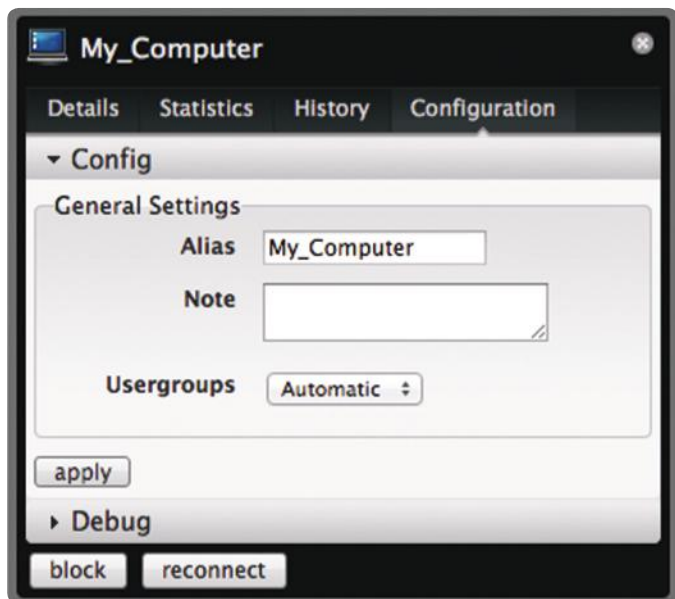 My_Computer
Details Statistics History Configuration
Config
General Settings
Alias My_Computer
Note
Usergroups Automatic
apply
Debug
block reconnect